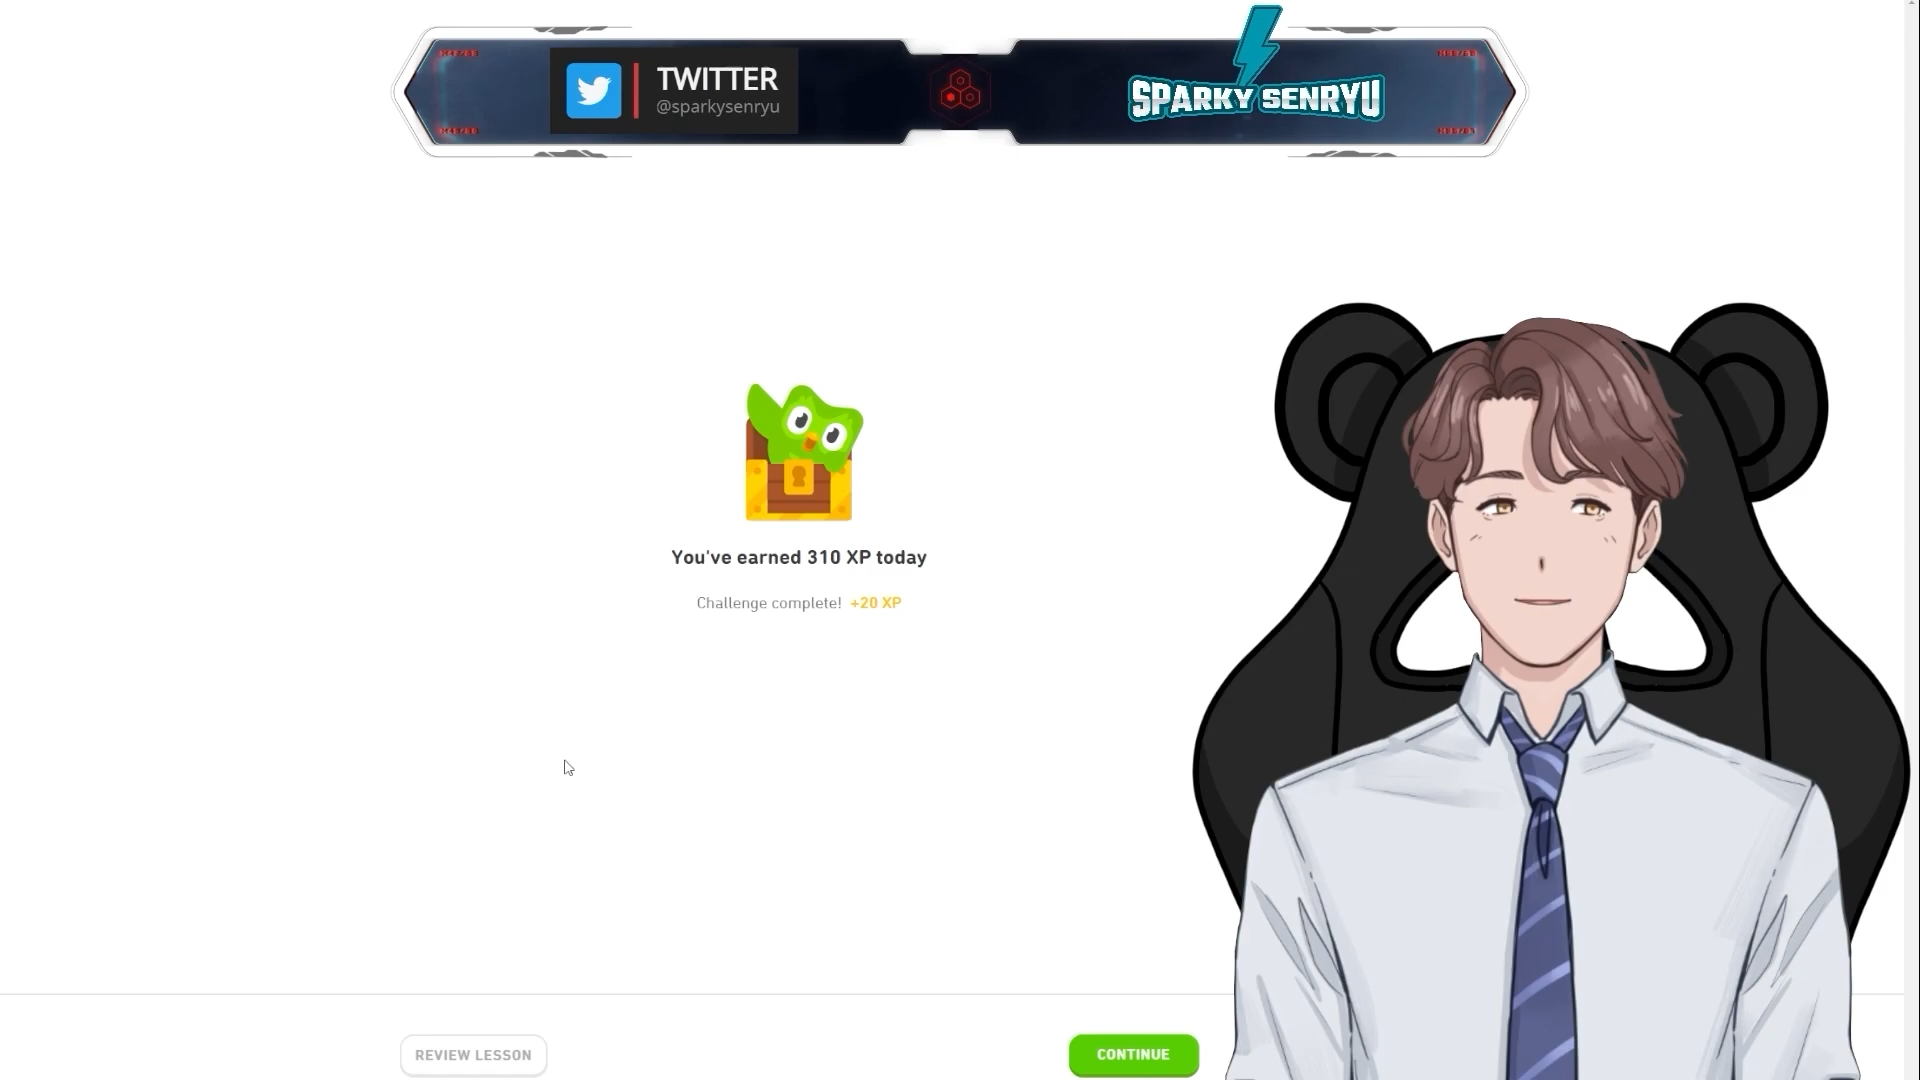 TWITTER
@sparkysenryu
SPARKY SENRYU
You've earned 310 XP today
Challenge complete! +20 XP
REVIEW LESSON
CONTINUE